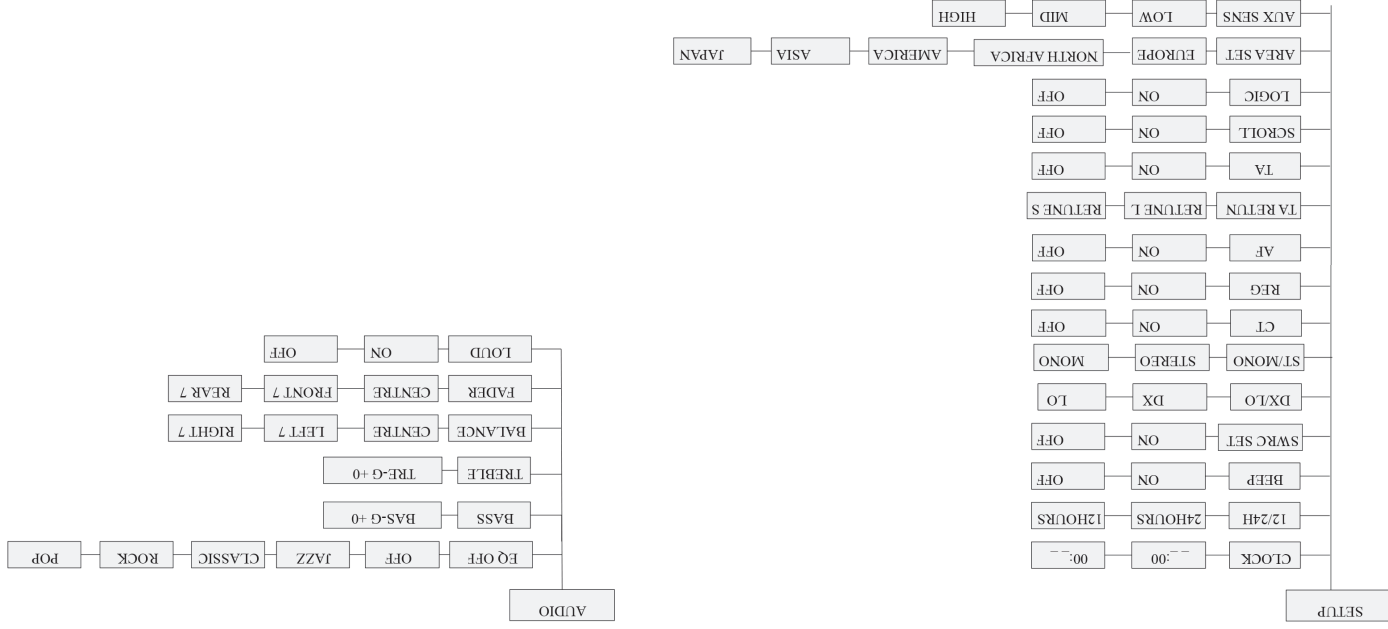 SETUP
CLOCK _ _:00 00:_ _
12/24H 24HOURS 12HOURS
BEEP ON OFF
SWRC SET ON OFF
DX/LO DX LO
ST/MONO STEREO MONO
CT ON OFF
REG ON OFF
AF ON OFF
TA RETUN RETUNE L RETUNE S
TA ON OFF
SCROLL ON OFF
LOGIC ON OFF
AREA SET EUROPE NORTH AFRICA AMERICA ASIA JAPAN
AUX SENS LOW MID HIGH
AUDIO
EQ OFF OFF JAZZ CLASSIC ROCK POP
BASS BAS-G +0
TREBLE TRE-G +0
BALANCE CENTRE LEFT 7 RIGHT 7
FADER CENTRE FRONT 7 REAR 7
LOUD ON OFF